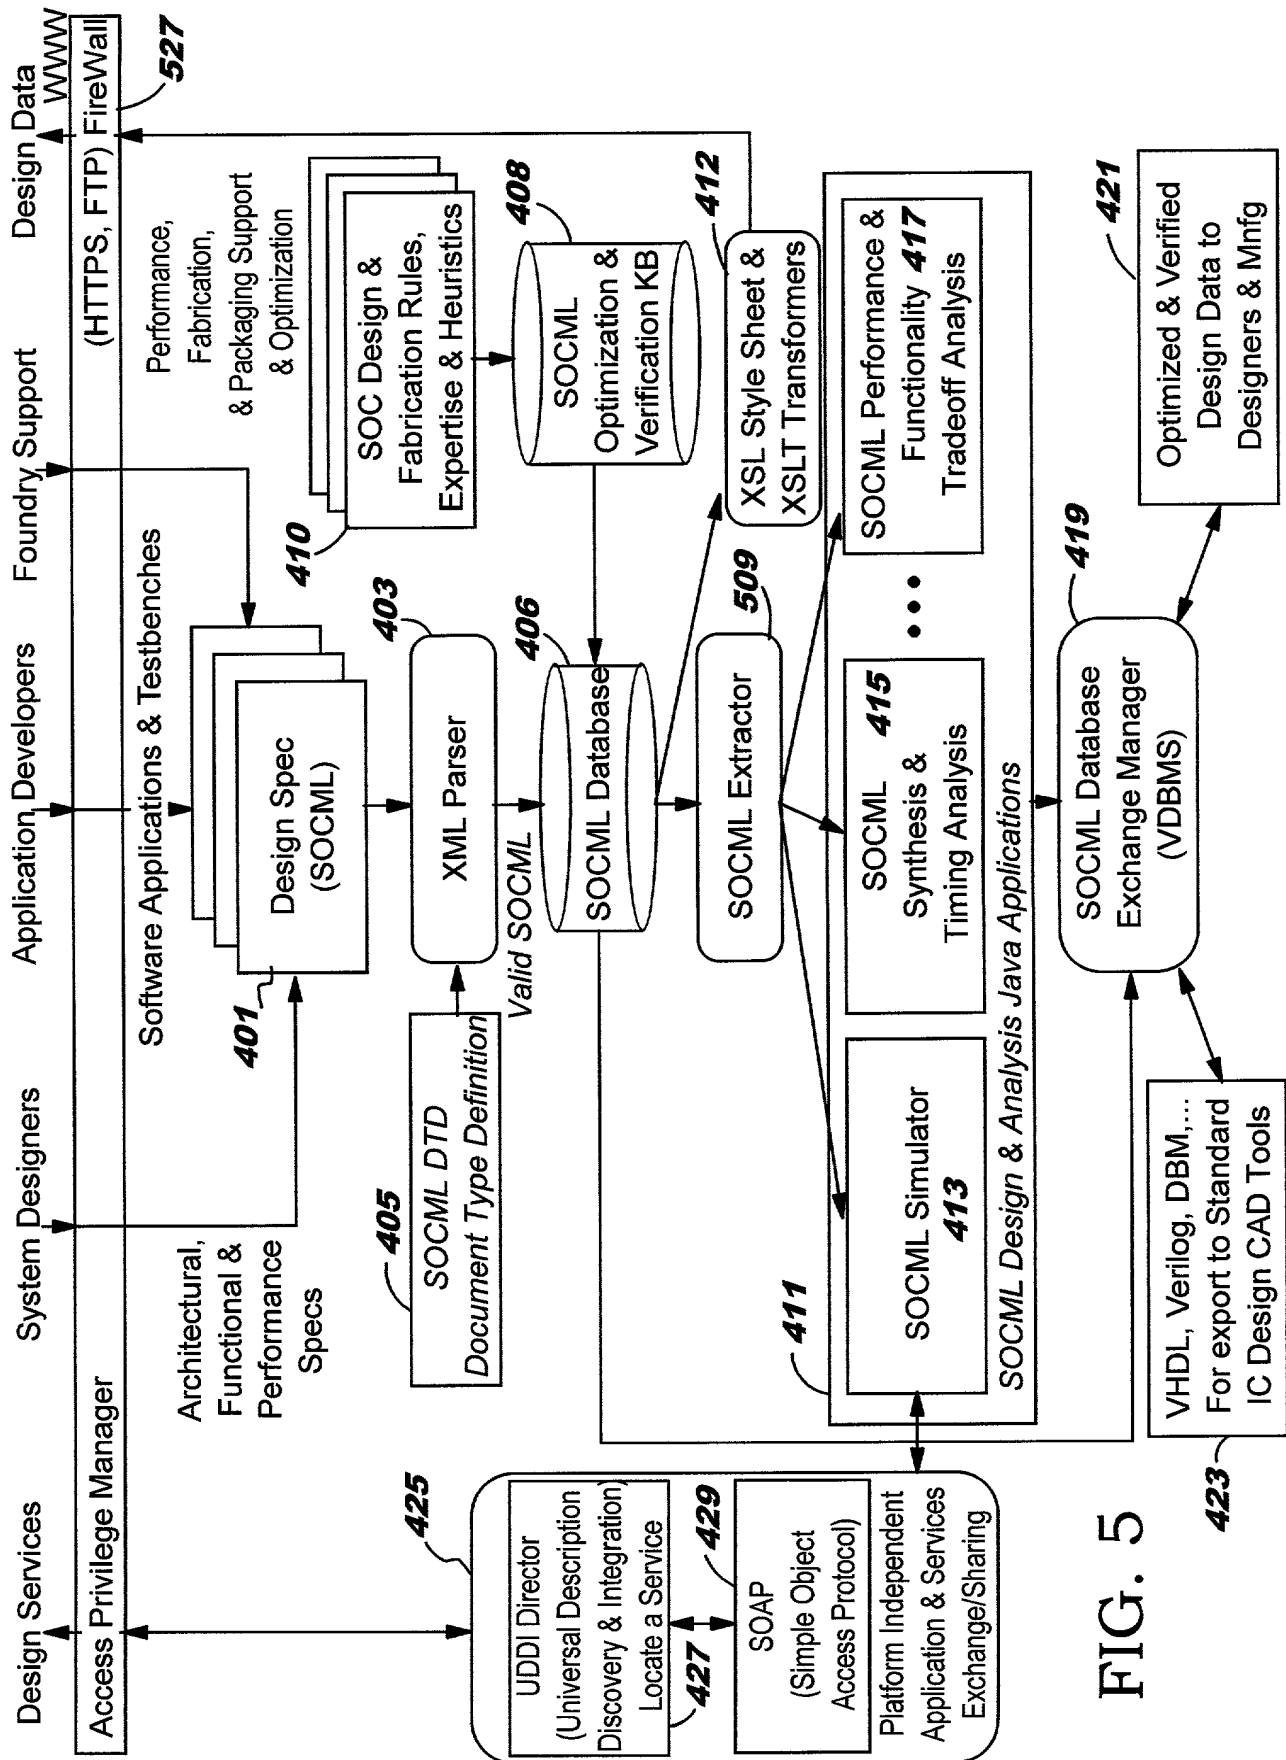 Design Services
System Designers
Application Developers
Foundry Support
Design Data
WWW
Access Privilege Manager
(HTTPS, FTP) FireWall
527
Architectural,
Functional &
Performance
Specs
Software Applications & Testbenches
Performance,
Fabrication,
& Packaging Support
& Optimization
401
Design Spec
(SOCML)
410
SOC Design &
Fabrication Rules,
Expertise & Heuristics
405
SOCML DTD
Document Type Definition
403
XML Parser
Valid SOCML
408
SOCML
Optimization &
Verification KB
406
SOCML Database
425
UDDI Director
(Universal Description
Discovery & Integration)
Locate a Service
427
429
SOAP
(Simple Object
Access Protocol)
Platform Independent
Application & Services
Exchange/Sharing
509
SOCML Extractor
412
XSL Style Sheet &
XSLT Transformers
411
SOCML Simulator
413
SOCML
415
Synthesis &
Timing Analysis
SOCML Performance &
Functionality 417
Tradeoff Analysis
SOCML Design & Analysis Java Applications
419
SOCML Database
Exchange Manager
(VDBMS)
421
Optimized & Verified
Design Data to
Designers & Mnfg
VHDL, Verilog, DBM,...
For export to Standard
IC Design CAD Tools
423
FIG. 5